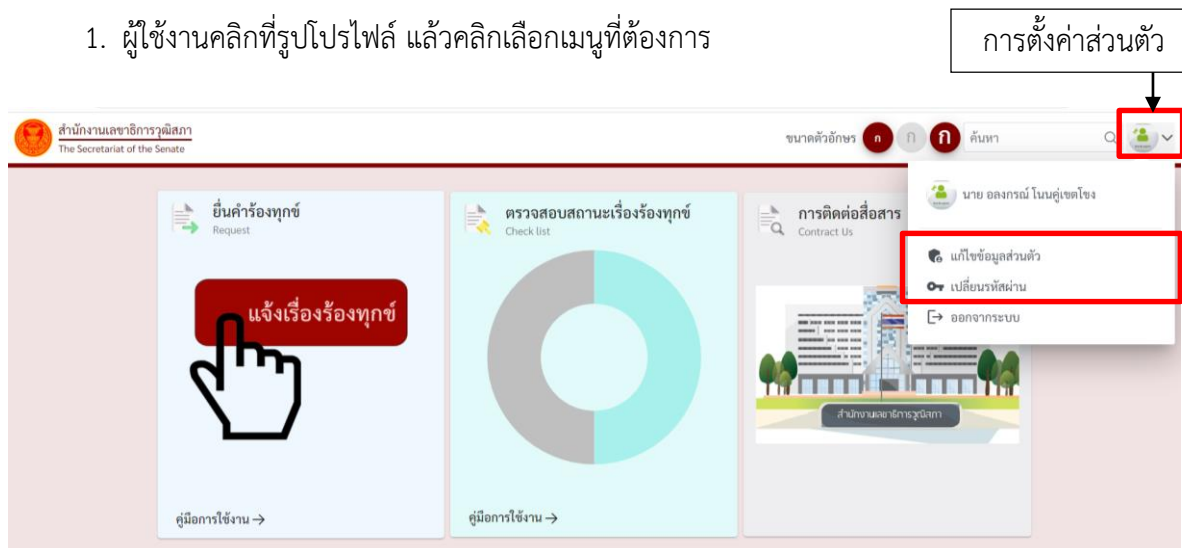 1. ผู้ใช้งานคลิกที่รูปโปรไฟล์ แล้วคลิกเลือกเมนูที่ต้องการ
การตั้งค่าส่วนตัว
สำนักงานเลขาธิการวุฒิสภา
The Secretariat of the Senate
ขนาดตัวอักษร ก ก ก ค้นหา
นาย อลงกรณ์ โนนคู่เขตโขง
แก้ไขข้อมูลส่วนตัว
เปลี่ยนรหัสผ่าน
ออกจากระบบ
ยื่นคำร้องทุกข์
Request
แจ้งเรื่องร้องทุกข์
คู่มือการใช้งาน →
ตรวจสอบสถานะเรื่องร้องทุกข์
Check list
คู่มือการใช้งาน →
การติดต่อสื่อสาร
Contract Us
สำนักงานเลขาธิการวุฒิสภา